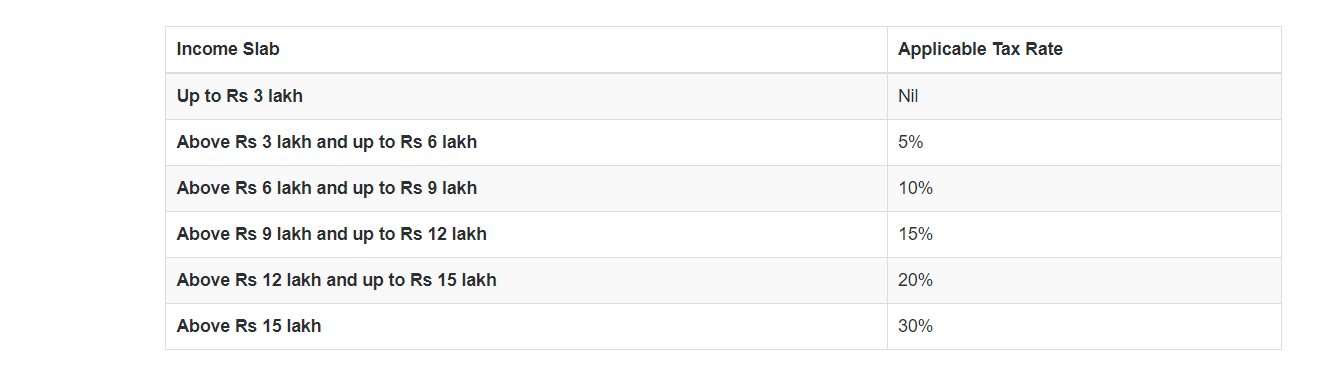 Income Slab Applicable Tax Rate
Up to Rs 3 lakh Nil
Above Rs 3 lakh and up to Rs 6 lakh 5%
Above Rs 6 lakh and up to Rs 9 lakh 10%
Above Rs 9 lakh and up to Rs 12 lakh 15%
Above Rs 12 lakh and up to Rs 15 lakh 20%
Above Rs 15 lakh 30%